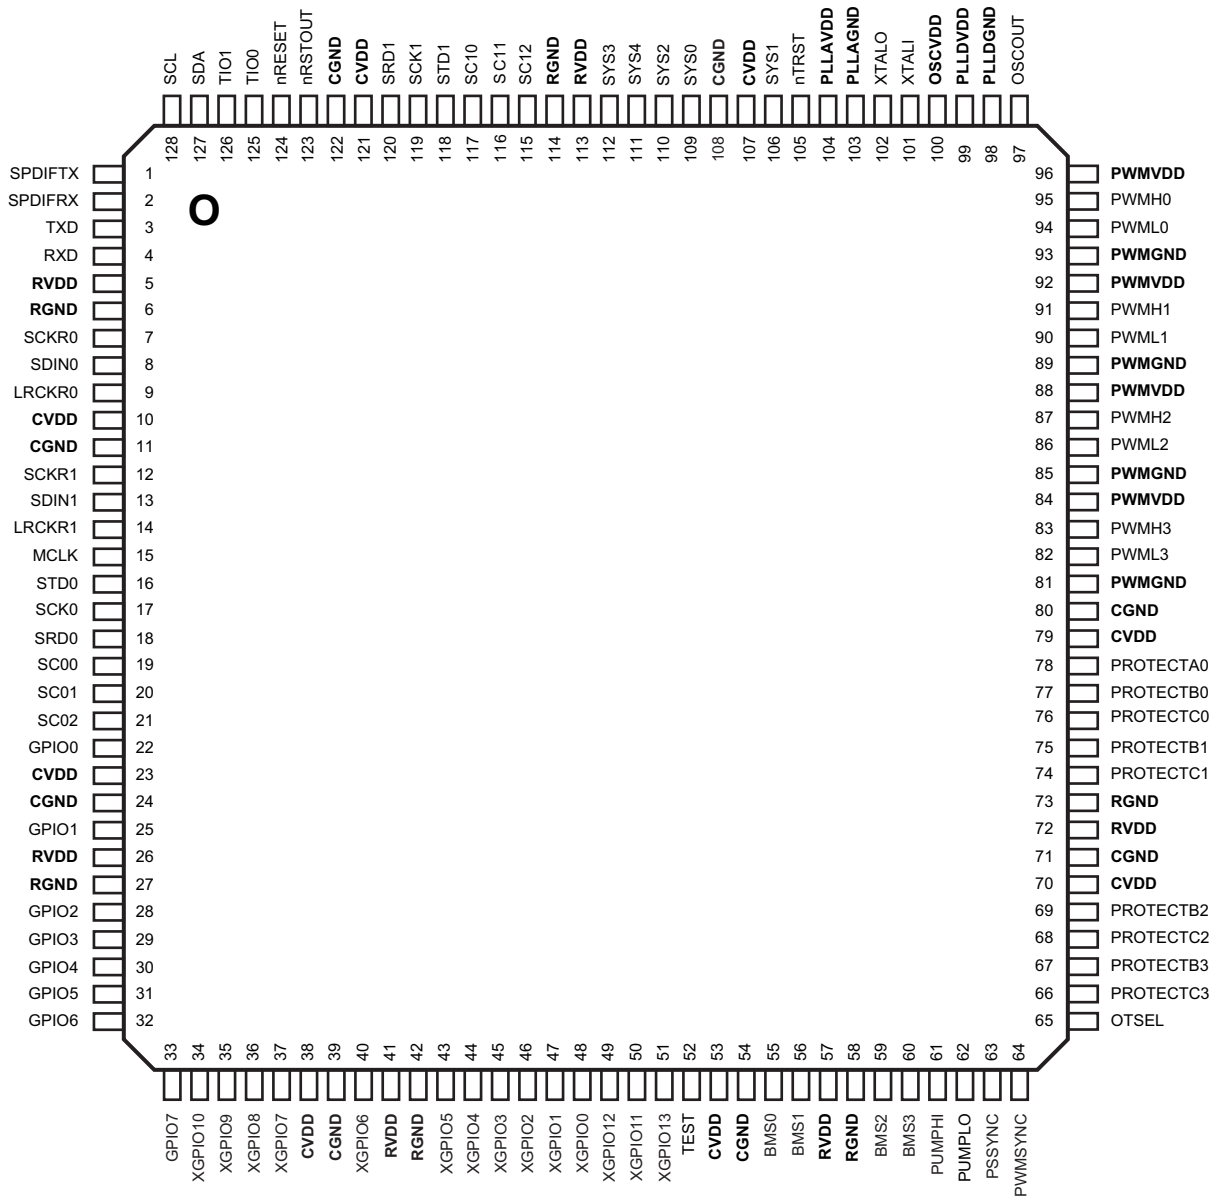 SCL
SDA
TIO1
TIO0
nRESET
nRSTOUT
CGND
CVDD
SRD1
SCK1
STD1
SC10
SC11
SC12
RGND
RVDD
SYS3
SYS4
SYS2
SYS0
CGND
CVDD
SYS1
nTRST
PLLAVDD
PLLAGND
XTALO
XTALI
OSCVDD
PLLDVDD
PLLDGND
OSCOUT
128
127
126
125
124
123
122
121
120
119
118
117
116
115
114
113
112
111
110
109
108
107
106
105
104
103
102
101
100
99
98
97
SPDIFTX 1
SPDIFRX 2
TXD 3
RXD 4
RVDD 5
RGND 6
SCKR0 7
SDIN0 8
LRCKR0 9
CVDD 10
CGND 11
SCKR1 12
SDIN1 13
LRCKR1 14
MCLK 15
STD0 16
SCK0 17
SRD0 18
SC00 19
SC01 20
SC02 21
GPIO0 22
CVDD 23
CGND 24
GPIO1 25
RVDD 26
RGND 27
GPIO2 28
GPIO3 29
GPIO4 30
GPIO5 31
GPIO6 32
O
96 PWMVDD
95 PWMH0
94 PWML0
93 PWMGND
92 PWMVDD
91 PWMH1
90 PWML1
89 PWMGND
88 PWMVDD
87 PWMH2
86 PWML2
85 PWMGND
84 PWMVDD
83 PWMH3
82 PWML3
81 PWMGND
80 CGND
79 CVDD
78 PROTECTA0
77 PROTECTB0
76 PROTECTC0
75 PROTECTB1
74 PROTECTC1
73 RGND
72 RVDD
71 CGND
70 CVDD
69 PROTECTB2
68 PROTECTC2
67 PROTECTB3
66 PROTECTC3
65 OTSEL
33
34
35
36
37
38
39
40
41
42
43
44
45
46
47
48
49
50
51
52
53
54
55
56
57
58
59
60
61
62
63
64
GPIO7
XGPIO10
XGPIO9
XGPIO8
XGPIO7
CVDD
CGND
XGPIO6
RVDD
RGND
XGPIO5
XGPIO4
XGPIO3
XGPIO2
XGPIO1
XGPIO0
XGPIO12
XGPIO11
XGPIO13
TEST
CVDD
CGND
BMS0
BMS1
RVDD
RGND
BMS2
BMS3
PUMPHI
PUMPLO
PSSYNC
PWMSYNC